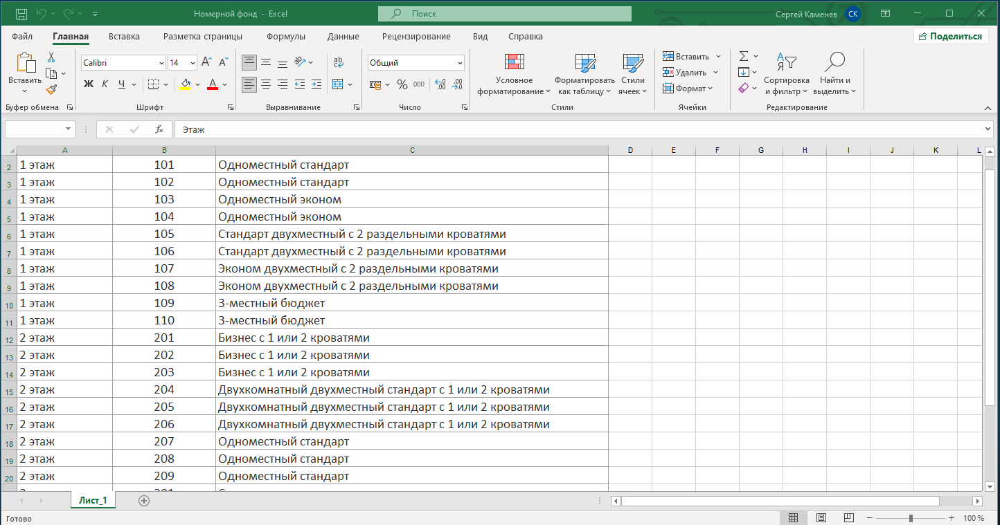 Номерной фонд - Excel
Поиск
Сергей Каменев
СК
Файл
Главная
Вставка
Разметка страницы
Формулы
Данные
Рецензирование
Вид
Справка
Поделиться
Вставить
Calibri
14
Ж К Ч
Общий
% 000
Условное форматирование
Форматировать как таблицу
Стили ячеек
Вставить
Удалить
Формат
Сортировка и фильтр
Найти и выделить
Буфер обмена
Шрифт
Выравнивание
Число
Стили
Ячейки
Редактирование
fx
Этаж
A B C D E F G H I J K L
2 1 этаж 101 Одноместный стандарт
3 1 этаж 102 Одноместный стандарт
4 1 этаж 103 Одноместный эконом
5 1 этаж 104 Одноместный эконом
6 1 этаж 105 Стандарт двухместный с 2 раздельными кроватями
7 1 этаж 106 Стандарт двухместный с 2 раздельными кроватями
8 1 этаж 107 Эконом двухместный с 2 раздельными кроватями
9 1 этаж 108 Эконом двухместный с 2 раздельными кроватями
10 1 этаж 109 3-местный бюджет
11 1 этаж 110 3-местный бюджет
12 2 этаж 201 Бизнес с 1 или 2 кроватями
13 2 этаж 202 Бизнес с 1 или 2 кроватями
14 2 этаж 203 Бизнес с 1 или 2 кроватями
15 2 этаж 204 Двухкомнатный двухместный стандарт с 1 или 2 кроватями
16 2 этаж 205 Двухкомнатный двухместный стандарт с 1 или 2 кроватями
17 2 этаж 206 Двухкомнатный двухместный стандарт с 1 или 2 кроватями
18 2 этаж 207 Одноместный стандарт
19 2 этаж 208 Одноместный стандарт
20 2 этаж 209 Одноместный стандарт
Лист_1
Готово
100 %